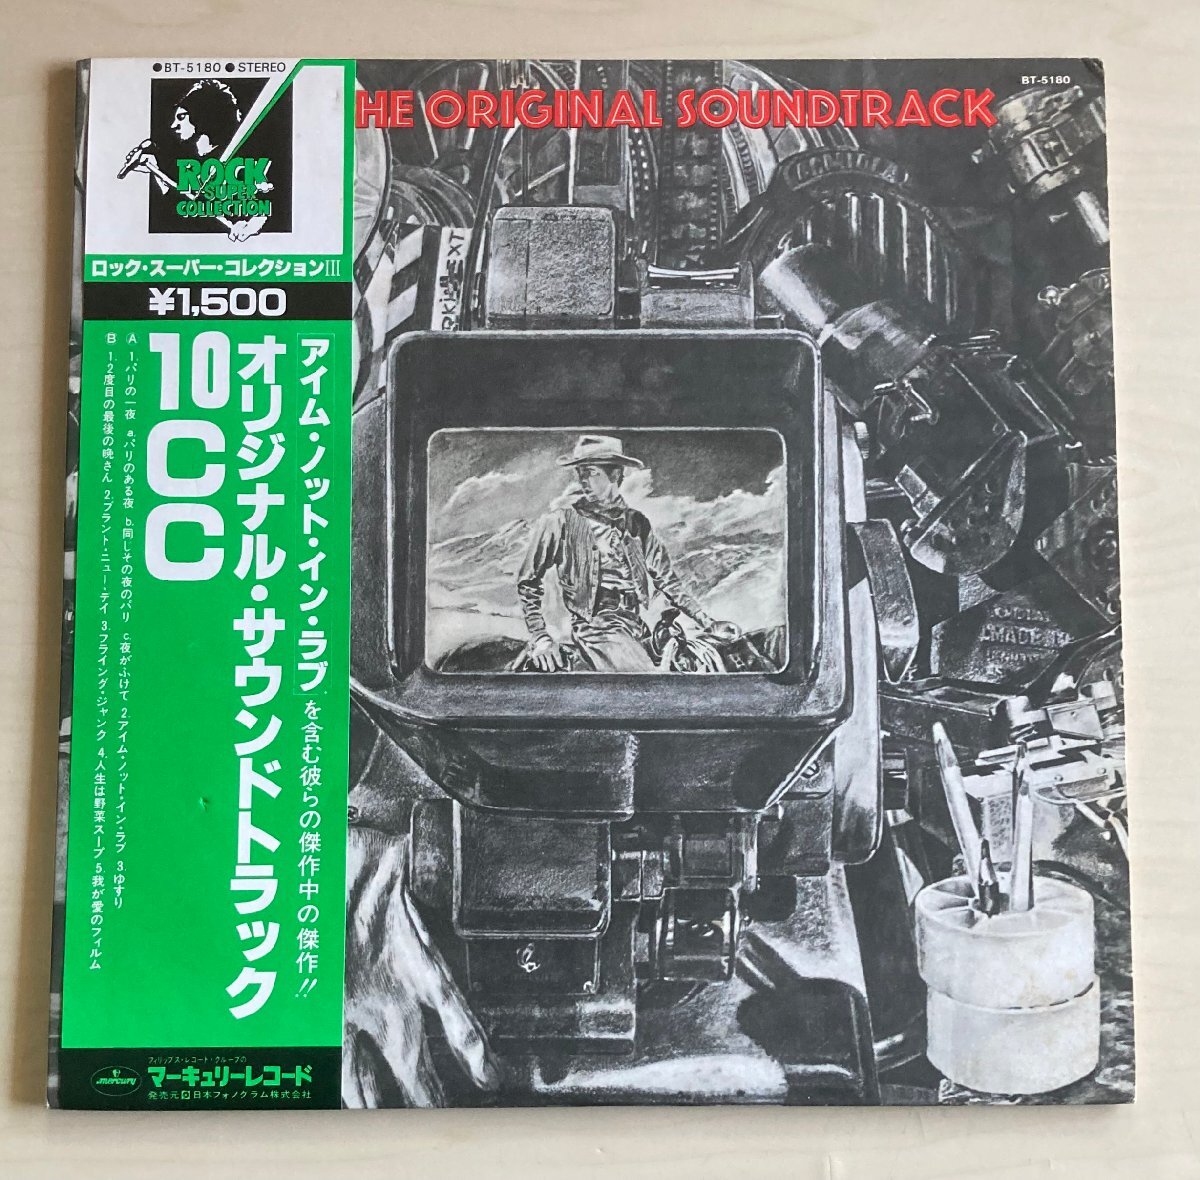 ●BT-5180 ●STEREO
ROCK
SUPER
COLLECTION
ロック・スーパー・コレクションIII
¥1,500
「アイム・ノット・イン・ラブ」を含む彼らの傑作中の傑作!!
オリジナル・サウンドトラック
10CC
Ⓐ 1.パリの一夜 a.パリのある夜 b.同じその夜のパリ c.夜がふけて 2.アイム・ノット・イン・ラブ 3.ゆすり
Ⓑ 1.2度目の最後の晩さん 2.ブラント・ニュー・デイ 3.フライング・ジャンク 4.人生は野菜スープ 5.我が愛のフィルム
mercury
フィリップス・レコード・グループの
マーキュリーレコード
発売元 日本フォノグラム株式会社
BT-5180
HE ORIGINAL SOUNDTRACK
EXT
MADE IN